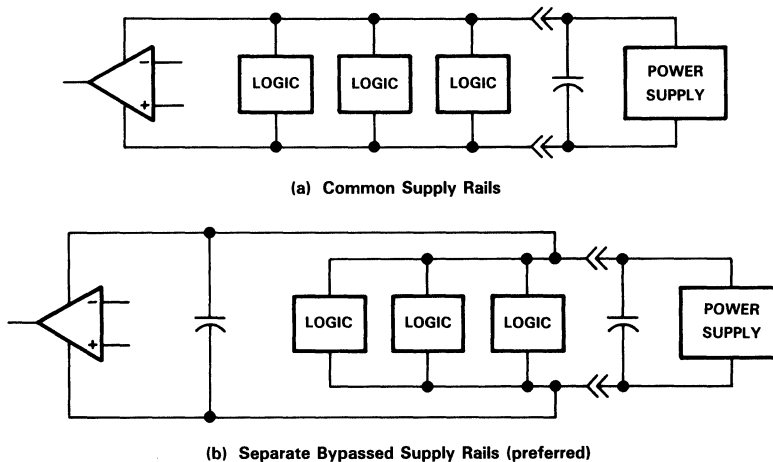 −
+
LOGIC
LOGIC
LOGIC
POWER
SUPPLY
(a) Common Supply Rails
−
+
LOGIC
LOGIC
LOGIC
POWER
SUPPLY
(b) Separate Bypassed Supply Rails (preferred)